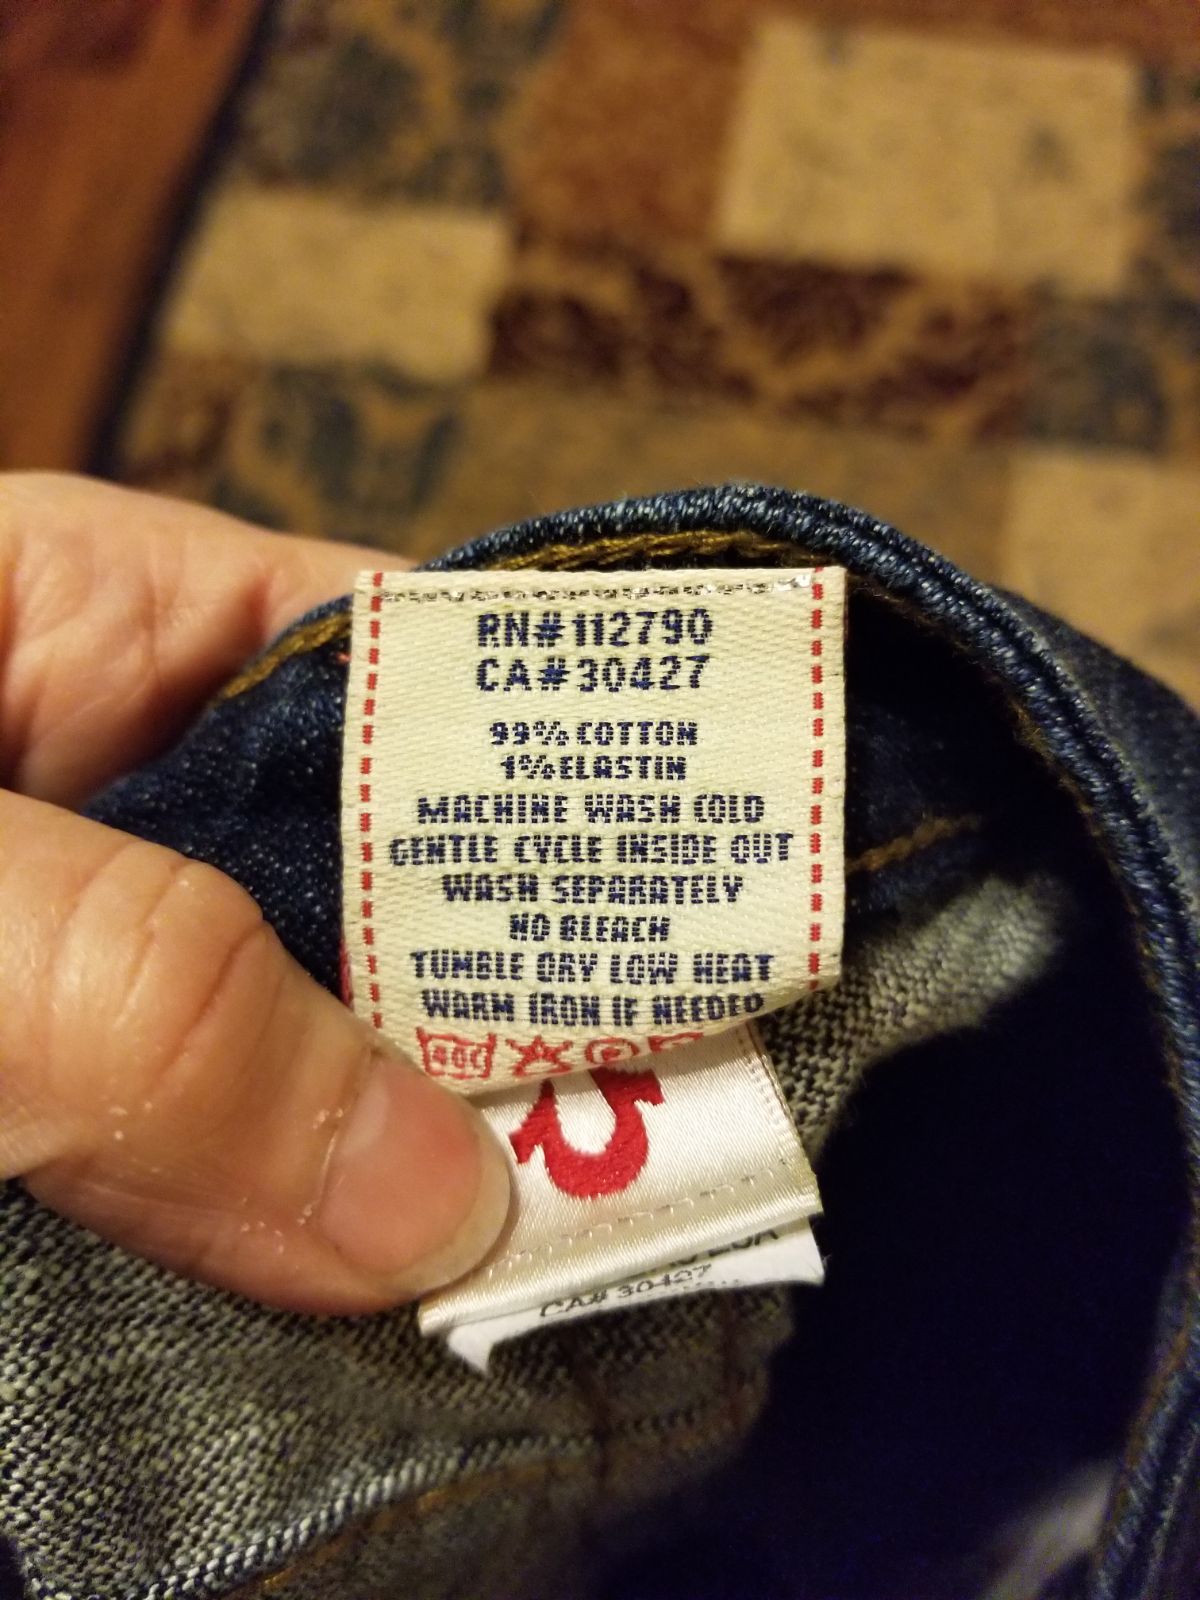 RN#112790
CA#30427
99% COTTON
1% ELASTIN
MACHINE WASH COLD
GENTLE CYCLE INSIDE OUT
WASH SEPARATELY
NO BLEACH
TUMBLE DRY LOW HEAT
WARM IRON IF NEEDED
CA# 30427